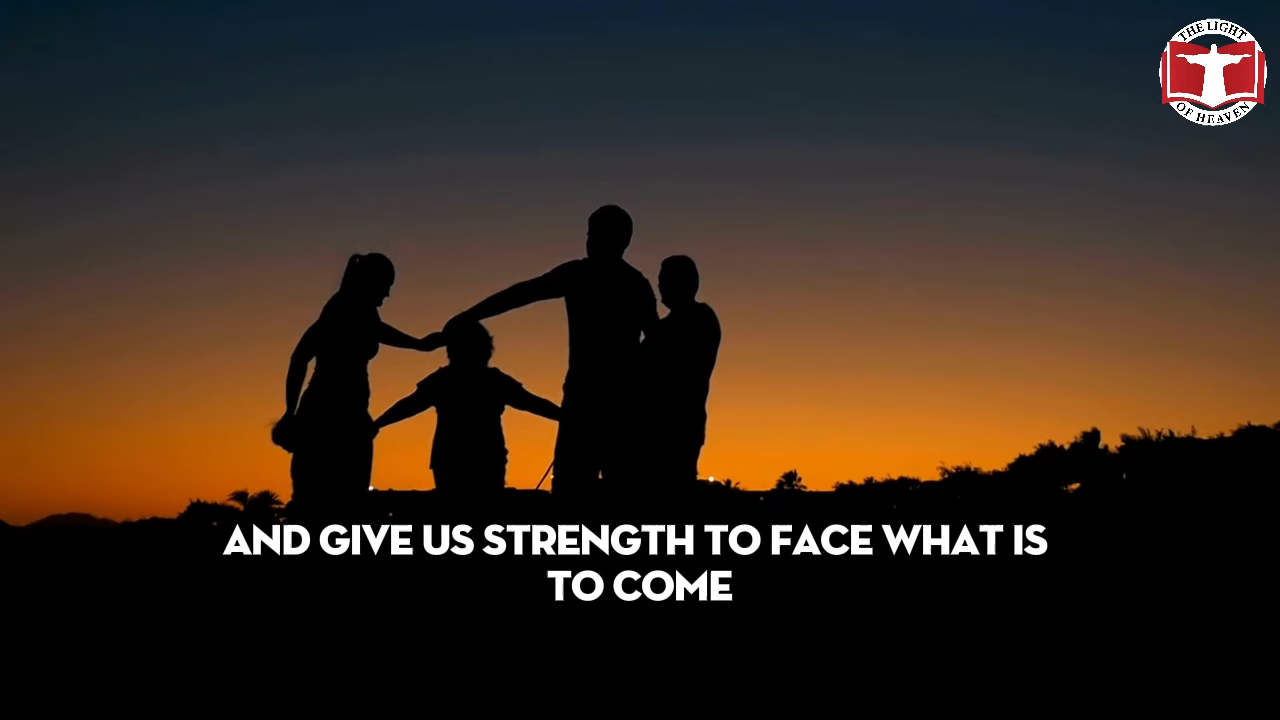 THE LIGHT
OF HEAVEN
AND GIVE US STRENGTH TO FACE WHAT IS
TO COME